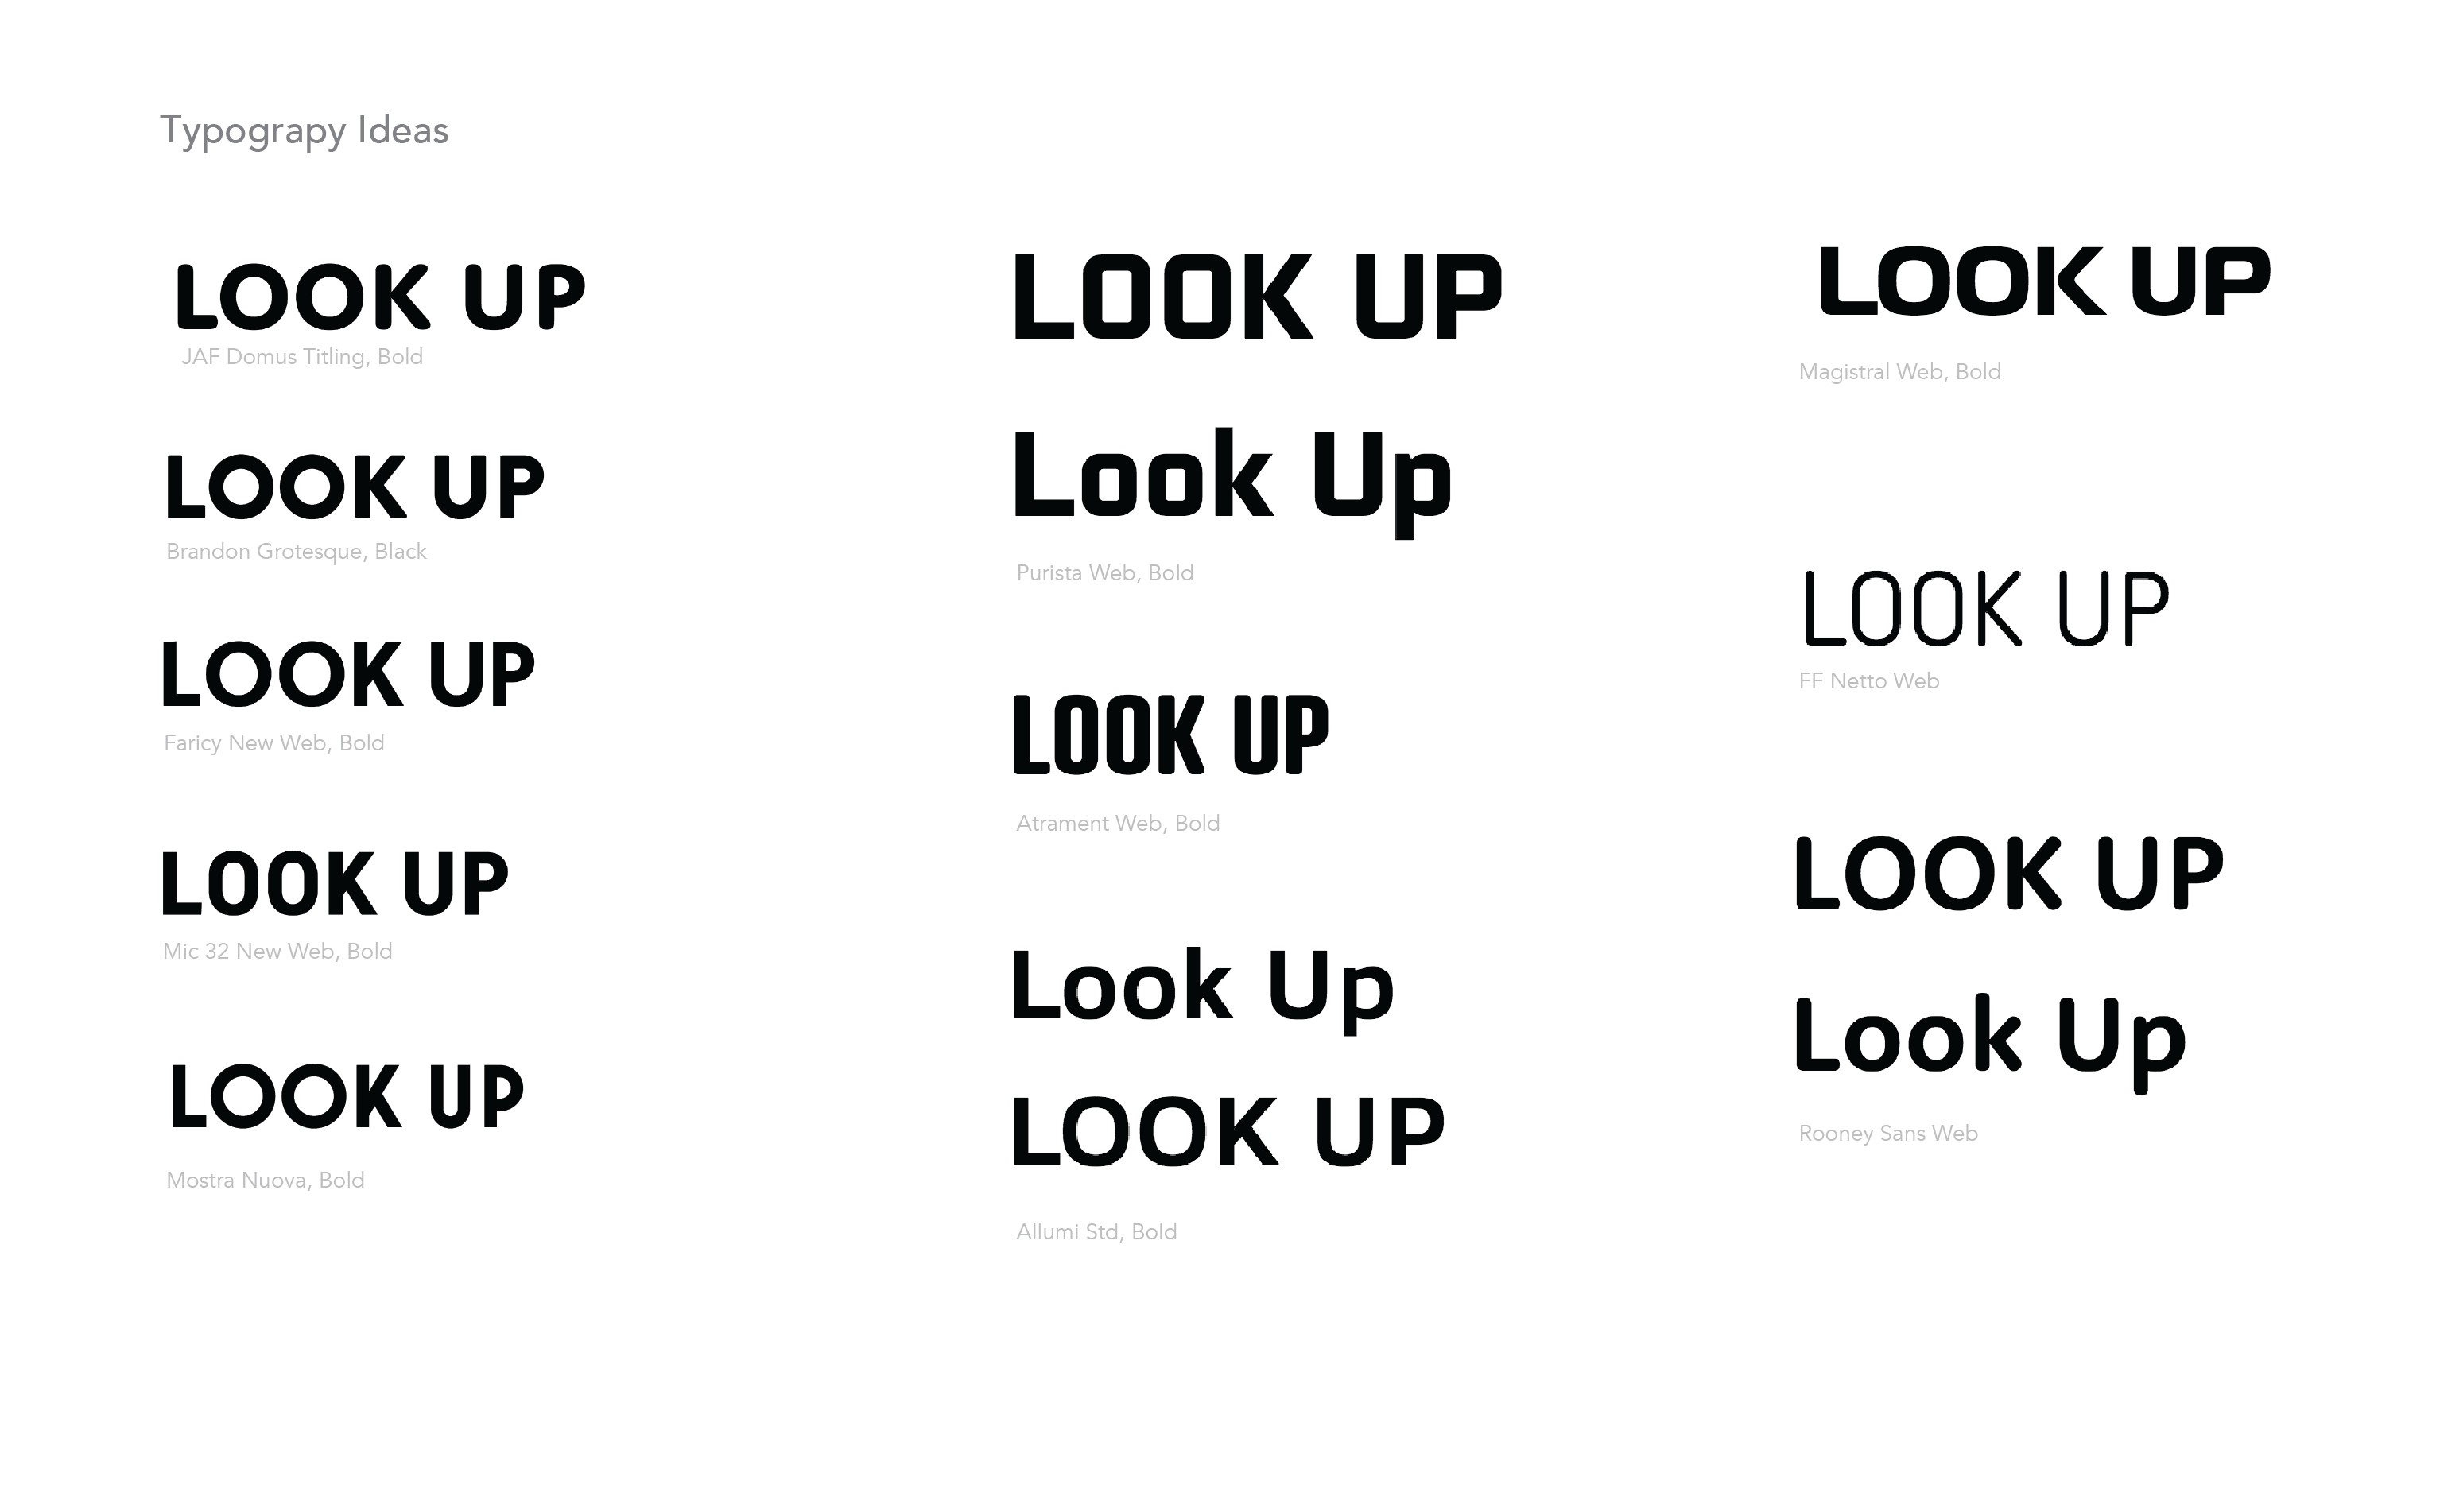 Typograpy Ideas
LOOK UP
JAF Domus Titling, Bold
LOOK UP
Brandon Grotesque, Black
LOOK UP
Faricy New Web, Bold
LOOK UP
Mic 32 New Web, Bold
LOOK UP
Mostra Nuova, Bold
LOOK UP
Look Up
Purista Web, Bold
LOOK UP
Atrament Web, Bold
Look Up
LOOK UP
Allumi Std, Bold
LOOK UP
Magistral Web, Bold
LOOK UP
FF Netto Web
LOOK UP
Look Up
Rooney Sans Web